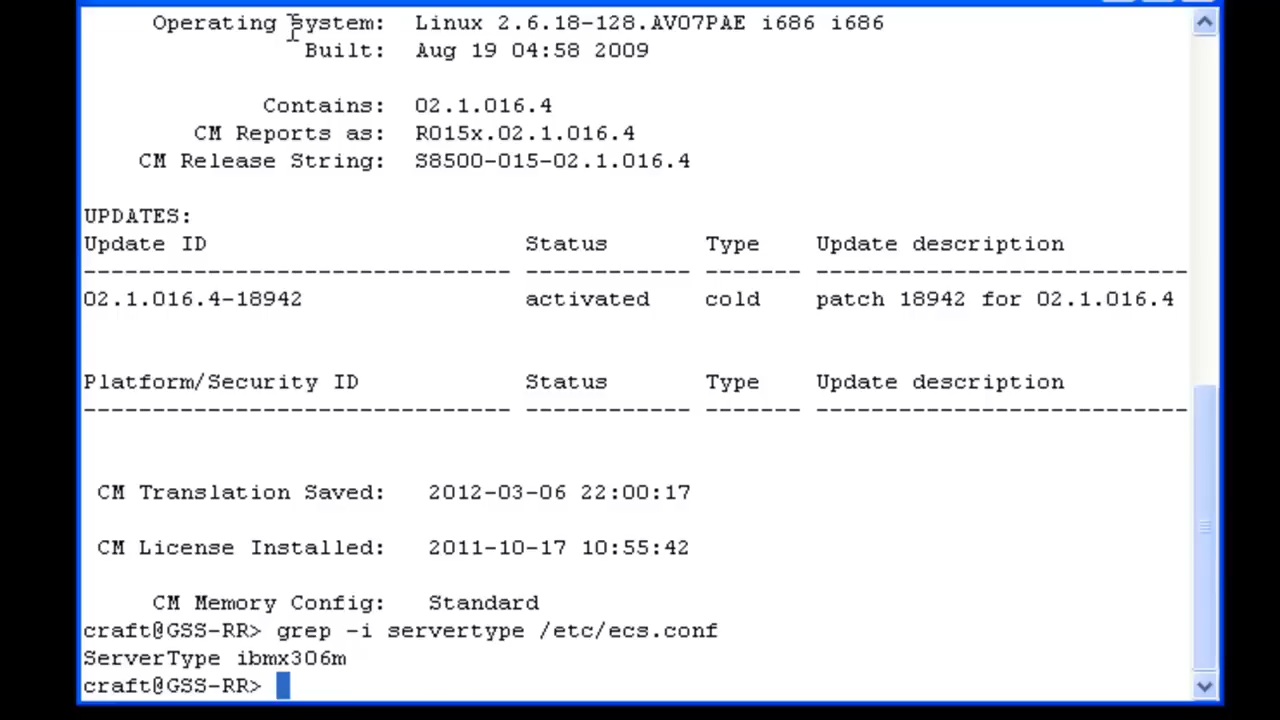 Operating System: Linux 2.6.18-128.AV07PAE i686 i686
Built: Aug 19 04:58 2009
Contains: 02.1.016.4
CM Reports as: R015x.02.1.016.4
CM Release String: S8500-015-02.1.016.4
UPDATES:
Update ID Status Type Update description
------------------------------- ------------ ------- ---------------------------
02.1.016.4-18942 activated cold patch 18942 for 02.1.016.4
Platform/Security ID Status Type Update description
------------------------------- ------------ ------- ---------------------------
CM Translation Saved: 2012-03-06 22:00:17
CM License Installed: 2011-10-17 10:55:42
CM Memory Config: Standard
craft@GSS-RR> grep -i servertype /etc/ecs.conf
ServerType ibmx306m
craft@GSS-RR>